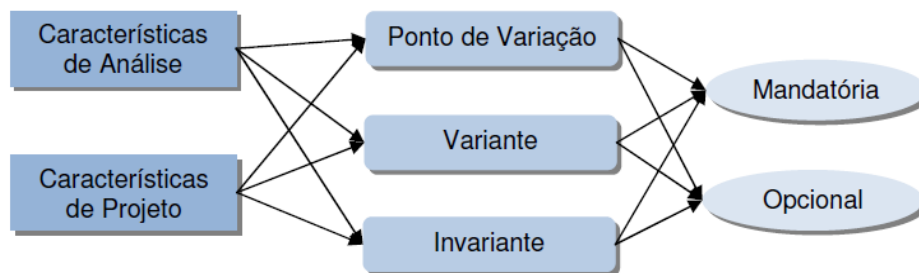 Características
de Análise
Ponto de Variação
Mandatória
Variante
Características
de Projeto
Opcional
Invariante